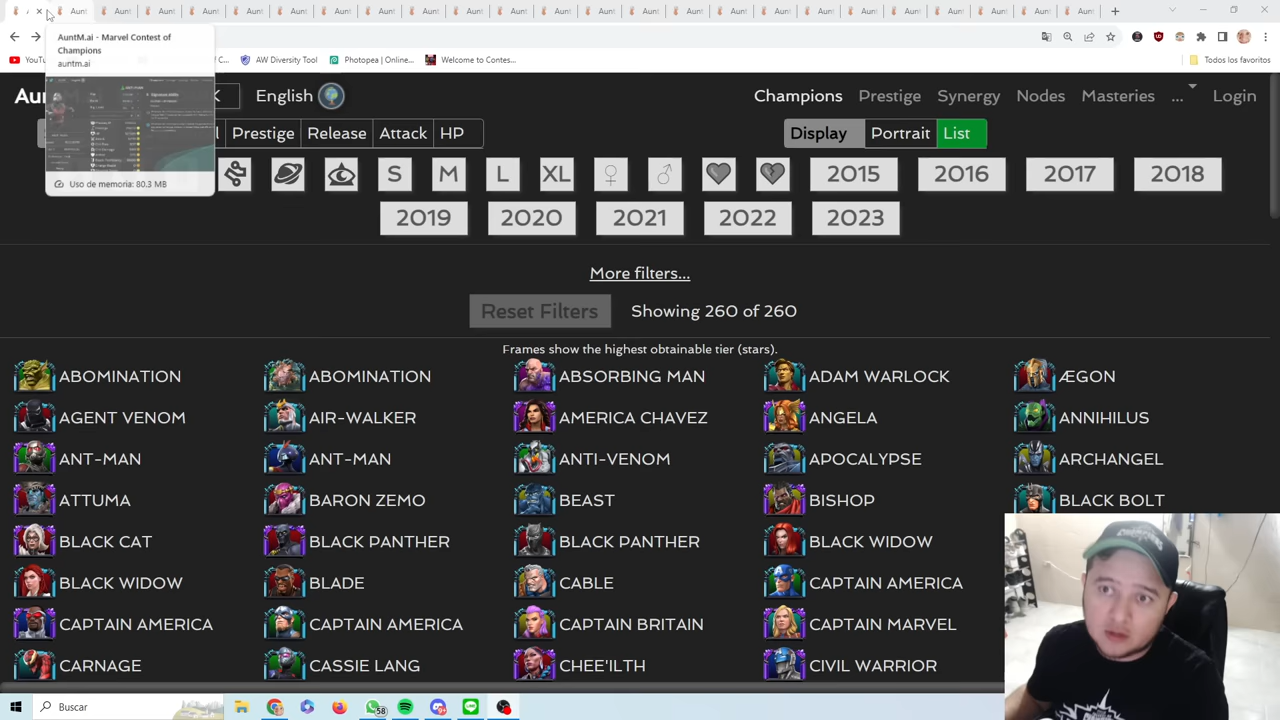 AuntM.ai - Marvel Contest of Champions
auntm.ai
Uso de memoria: 80.3 MB
AW Diversity Tool
Photopea | Online...
Welcome to Contes...
Todos los favoritos
English
Champions Prestige Synergy Nodes Masteries ... Login
Prestige Release Attack HP
Display Portrait List
S M L XL ♀ ♂ 2015 2016 2017 2018
2019 2020 2021 2022 2023
More filters...
Reset Filters Showing 260 of 260
Frames show the highest obtainable tier (stars).
ABOMINATION ABOMINATION ABSORBING MAN ADAM WARLOCK ÆGON
AGENT VENOM AIR-WALKER AMERICA CHAVEZ ANGELA ANNIHILUS
ANT-MAN ANT-MAN ANTI-VENOM APOCALYPSE ARCHANGEL
ATTUMA BARON ZEMO BEAST BISHOP BLACK BOLT
BLACK CAT BLACK PANTHER BLACK PANTHER BLACK WIDOW
BLACK WIDOW BLADE CABLE CAPTAIN AMERICA
CAPTAIN AMERICA CAPTAIN AMERICA CAPTAIN BRITAIN CAPTAIN MARVEL
CARNAGE CASSIE LANG CHEE'ILTH CIVIL WARRIOR
Buscar
58